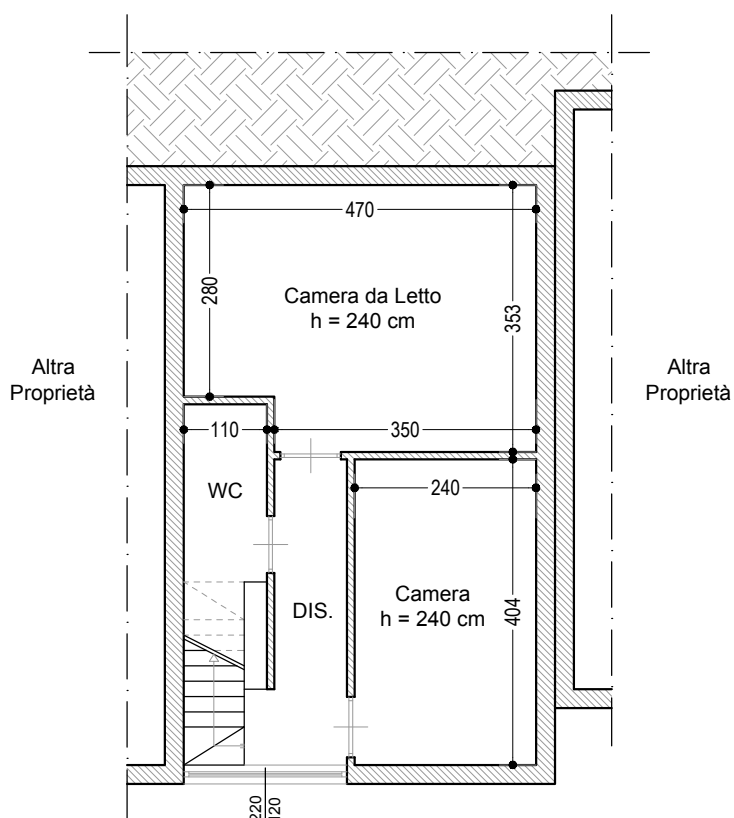 470
280
Camera da Letto
h = 240 cm
353
Altra
Proprietà
Altra
Proprietà
110
350
WC
240
Camera
h = 240 cm
DIS.
404
220
120